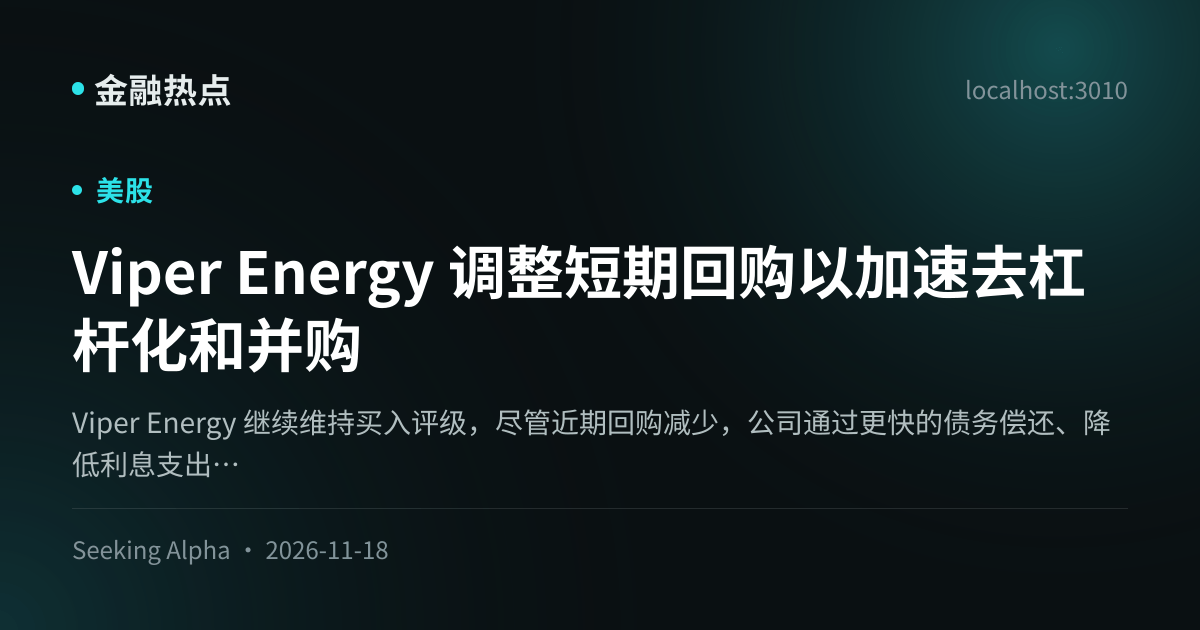 金融热点
localhost:3010
美股
Viper Energy 调整短期回购以加速去杠
杆化和并购
Viper Energy 继续维持买入评级，尽管近期回购减少，公司通过更快的债务偿还、降
低利息支出…
Seeking Alpha · 2026-11-18